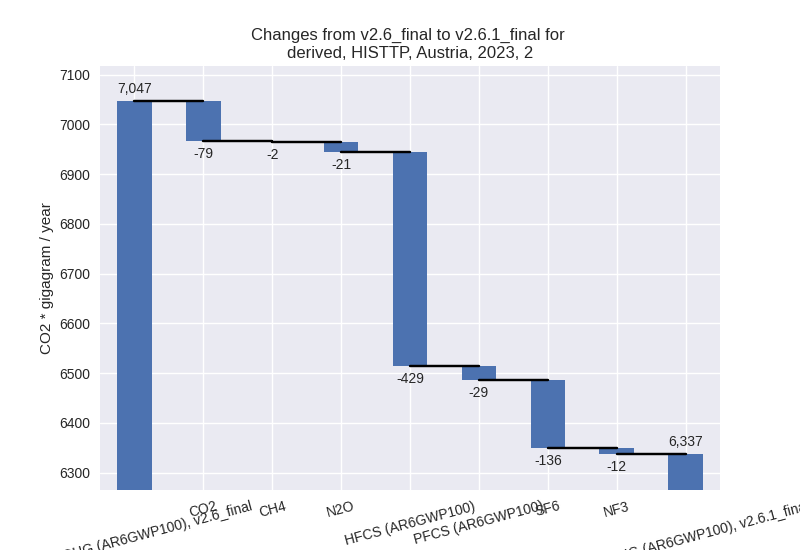 Changes from v2.6_final to v2.6.1_final for
derived, HISTTP, Austria, 2023, 2
7100
7000
6900
6800
6700
6600
6500
6400
6300
CO2 * gigagram / year
7,047
-79
-2
-21
-429
-29
-136
-12
6,337
(AR6GWP100), v2.6_final
CO2
CH4
N2O
HFCS (AR6GWP100)
PFCS (AR6GWP100)
SF6
NF3
(AR6GWP100), v2.6.1_final